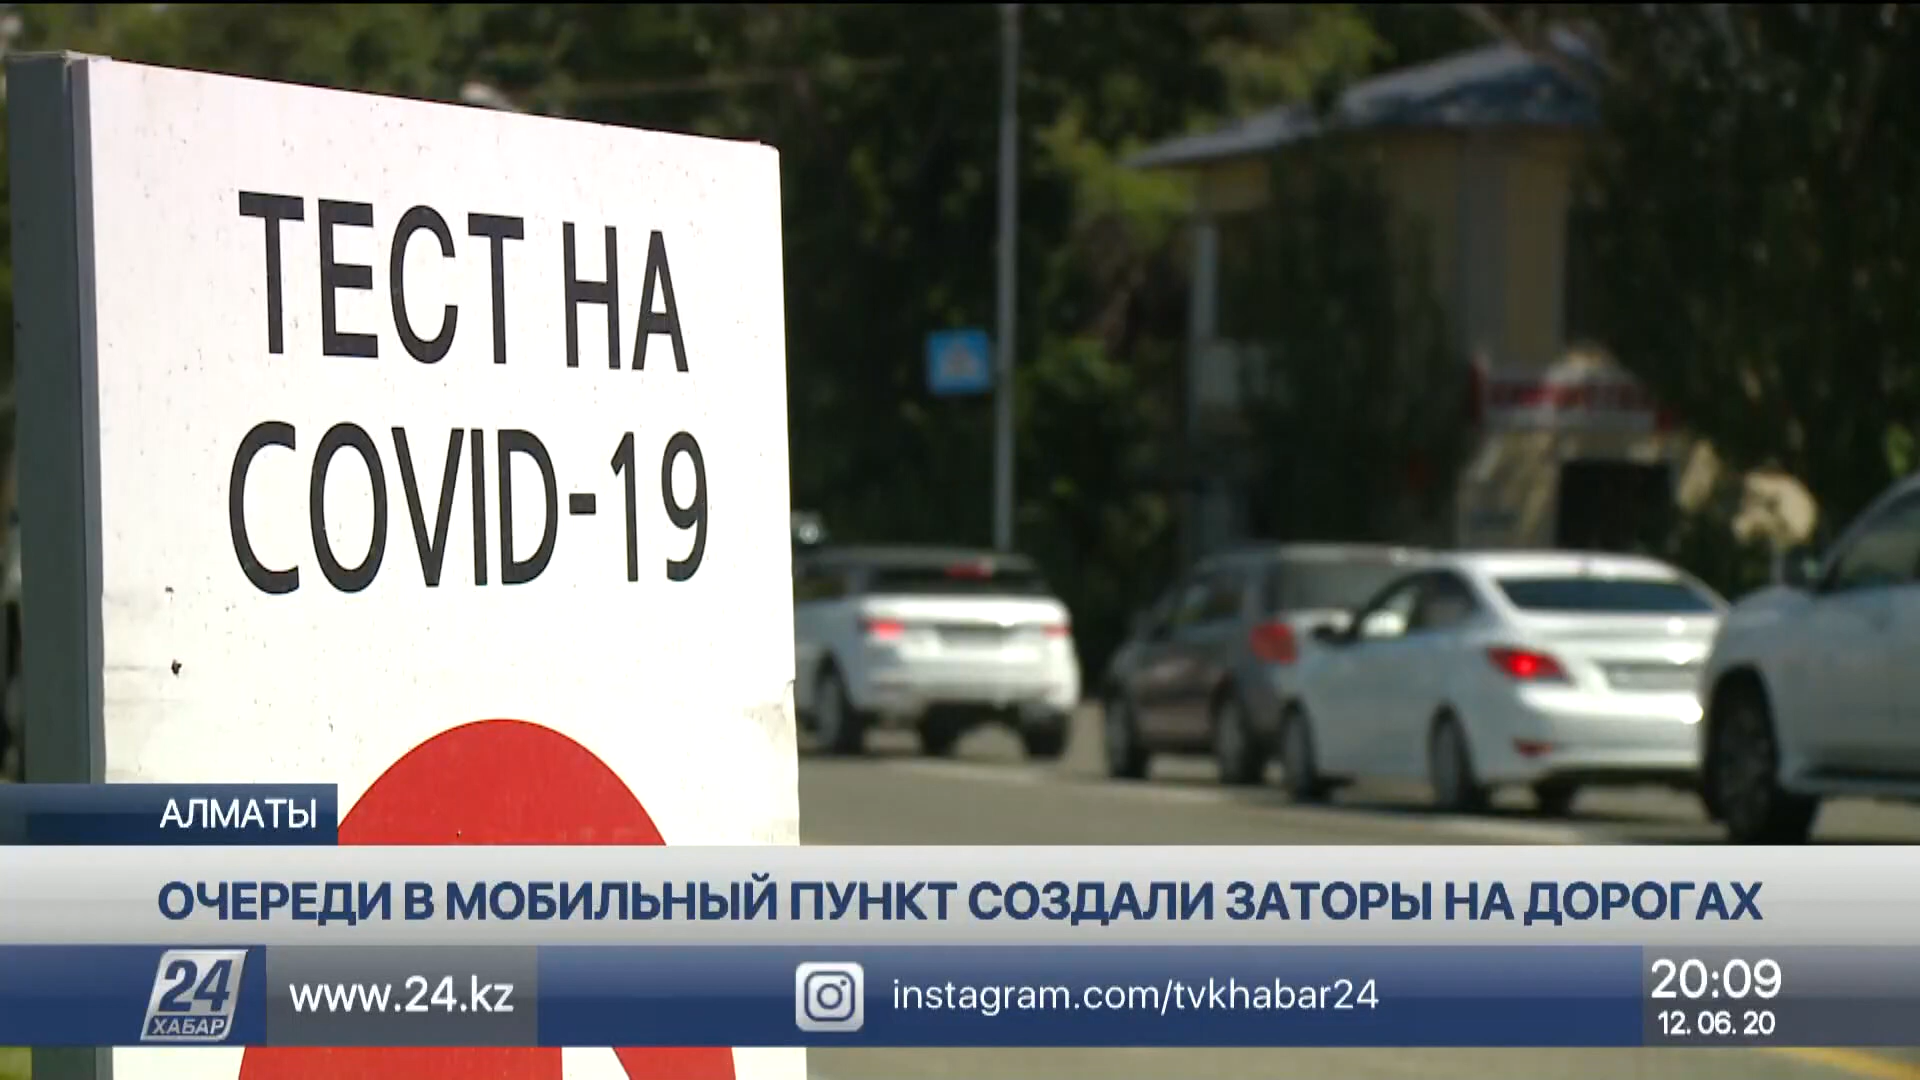 ТЕСТ НА
COVID-19
АЛМАТЫ
ОЧЕРЕДИ В МОБИЛЬНЫЙ ПУНКТ СОЗДАЛИ ЗАТОРЫ НА ДОРОГАХ
24
ХАБАР
www.24.kz
instagram.com/tvkhabar24
20:09
12. 06. 20